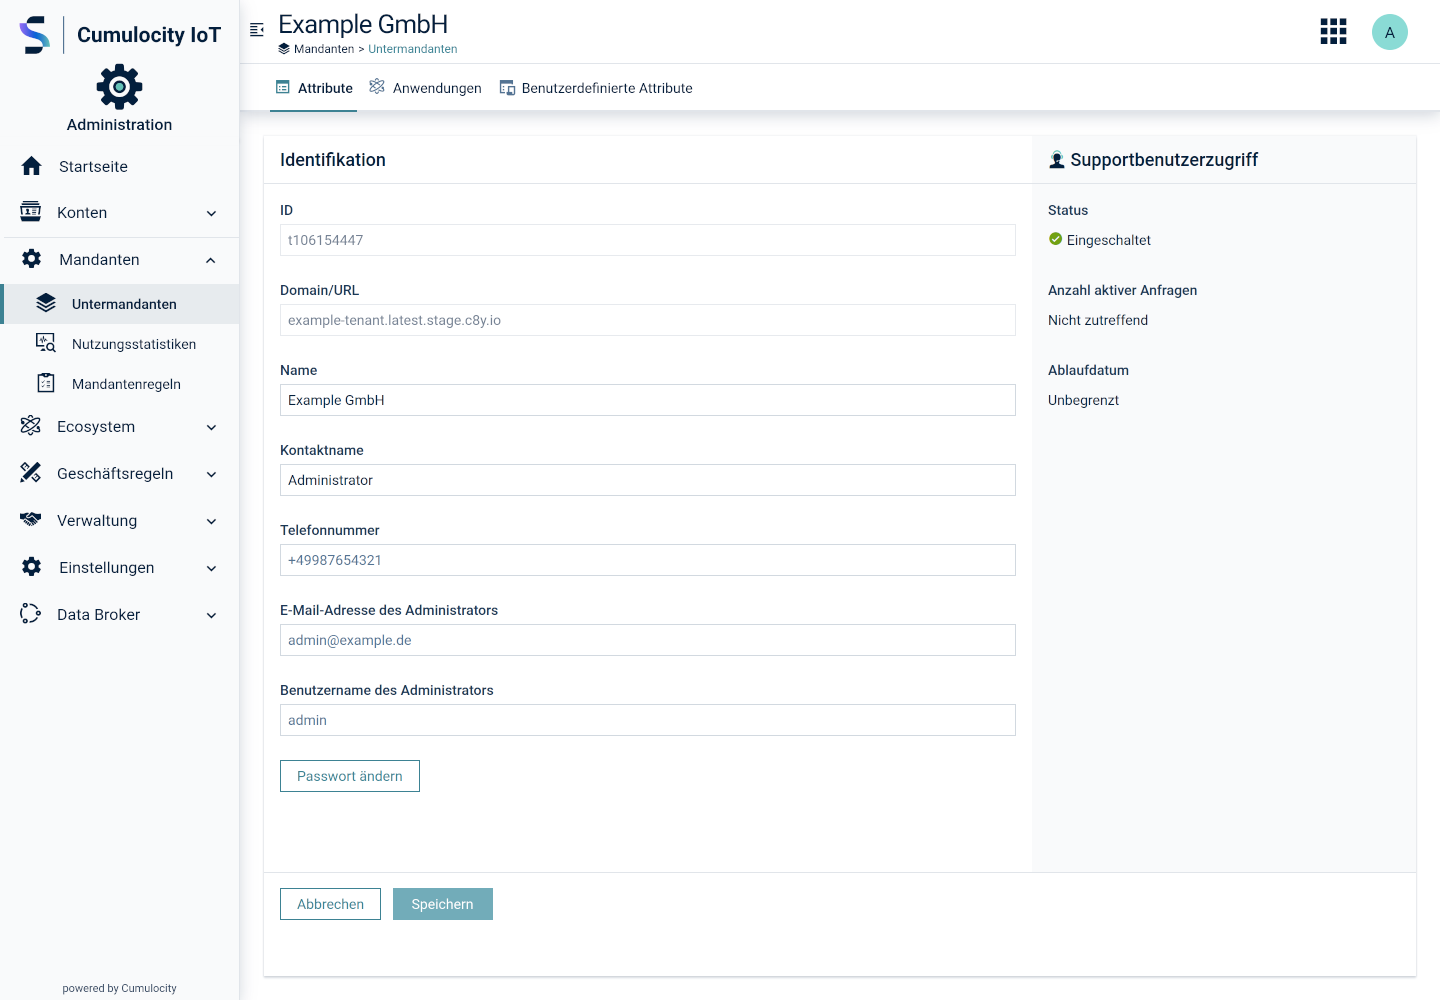 Cumulocity IoT
Administration
Startseite
Konten
Mandanten
Untermandanten
Nutzungsstatistiken
Mandantenregeln
Ecosystem
Geschäftsregeln
Verwaltung
Einstellungen
Data Broker
powered by Cumulocity
Example GmbH
Mandanten > Untermandanten
A
Attribute Anwendungen Benutzerdefinierte Attribute
Identifikation
ID
t106154447
Domain/URL
example-tenant.latest.stage.c8y.io
Name
Example GmbH
Kontaktname
Administrator
Telefonnummer
+49987654321
E-Mail-Adresse des Administrators
admin@example.de
Benutzername des Administrators
admin
Passwort ändern
Supportbenutzerzugriff
Status
Eingeschaltet
Anzahl aktiver Anfragen
Nicht zutreffend
Ablaufdatum
Unbegrenzt
Abbrechen Speichern